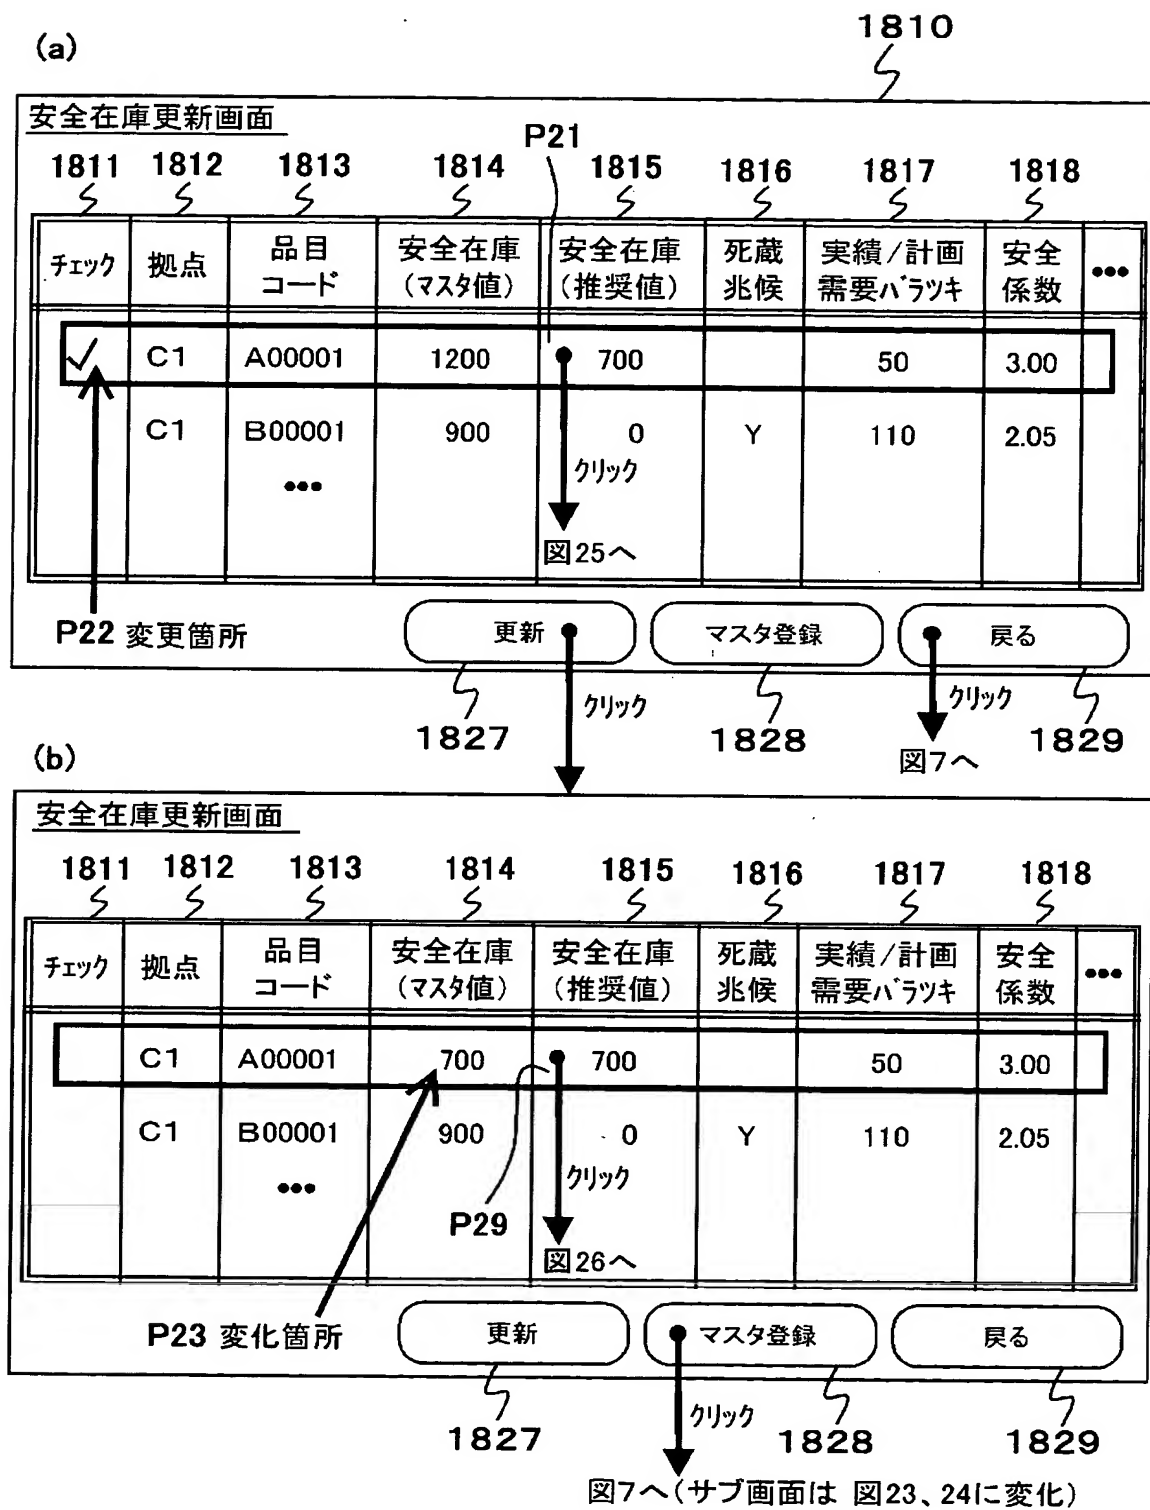 (a)
1810
安全在庫更新画面
P21
1811 1812 1813 1814 1815 1816 1817 1818
チェック 拠点 品目コード 安全在庫(マスタ値) 安全在庫(推奨値) 死蔵兆候 実績/計画需要バラツキ 安全係数 •••
✓ C1 A00001 1200 700 50 3.00
C1 B00001 900 0 Y 110 2.05
•••
クリック
図25へ
P22 変更箇所
更新 マスタ登録 戻る
クリック
クリック
1827 1828 1829
図7へ
(b)
安全在庫更新画面
1811 1812 1813 1814 1815 1816 1817 1818
チェック 拠点 品目コード 安全在庫(マスタ値) 安全在庫(推奨値) 死蔵兆候 実績/計画需要バラツキ 安全係数 •••
C1 A00001 700 700 50 3.00
C1 B00001 900 0 Y 110 2.05
•••
クリック
P29
図26へ
P23 変化箇所
更新 マスタ登録 戻る
クリック
1827 1828 1829
図7へ(サブ画面は 図23、24に変化)